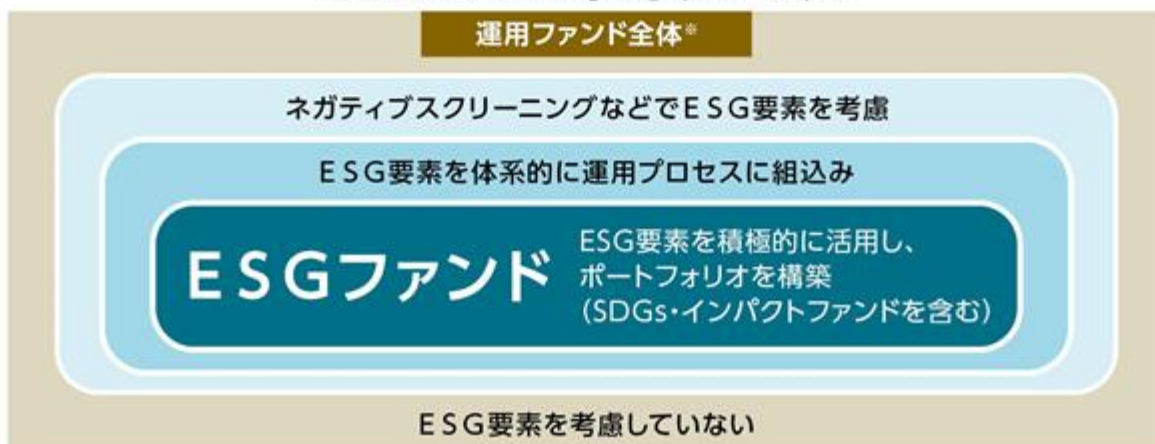 運用ファンド全体※
ネガティブスクリーニングなどでESG要素を考慮
ESG要素を体系的に運用プロセスに組込み
ESGファンド
ESG要素を積極的に活用し、
ポートフォリオを構築
(SDGs・インパクトファンドを含む)
ESG要素を考慮していない